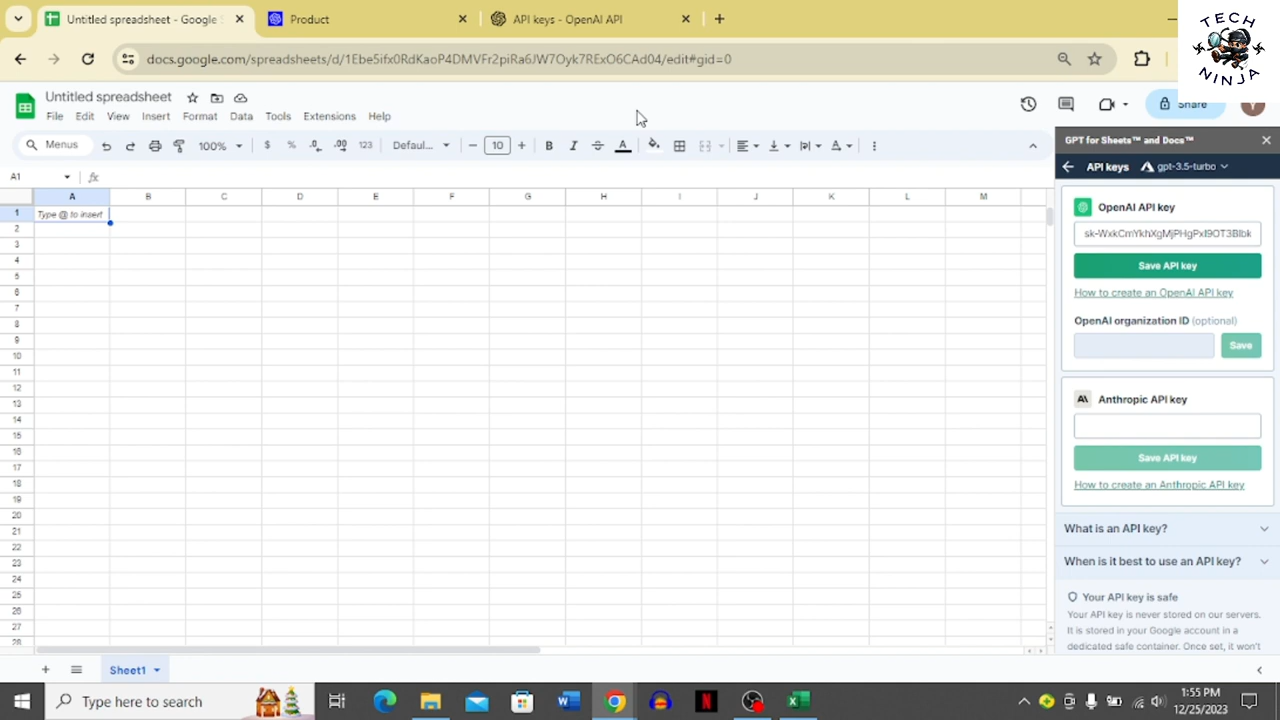 Untitled spreadsheet - Google S
Product
API keys - OpenAI API
docs.google.com/spreadsheets/d/1Ebe5ifx0RdKaoP4DMVFr2piRa6JW7Oyk7RExO6CAd04/edit#gid=0
TECH
NINJA
Untitled spreadsheet
File Edit View Insert Format Data Tools Extensions Help
Share
Y
Menus 100% $ % .0 .00 123 Defaul... 10 B I A
GPT for Sheets™ and Docs™
A1 fx
API keys gpt-3.5-turbo
A B C D E F G H I J K L M
1 Type @ to insert
2
3
4
5
6
7
8
9
10
11
12
13
14
15
16
17
18
19
20
21
22
23
24
25
26
27
28
OpenAI API key
Save API key
How to create an OpenAI API key
OpenAI organization ID (optional)
Save
Anthropic API key
Save API key
How to create an Anthropic API key
What is an API key?
When is it best to use an API key?
Your API key is safe
Your API key is never stored on our servers.
It is stored in your Google account in a
dedicated safe container. Once set, it won't
Sheet1
Type here to search
W
N
1:55 PM
12/25/2023